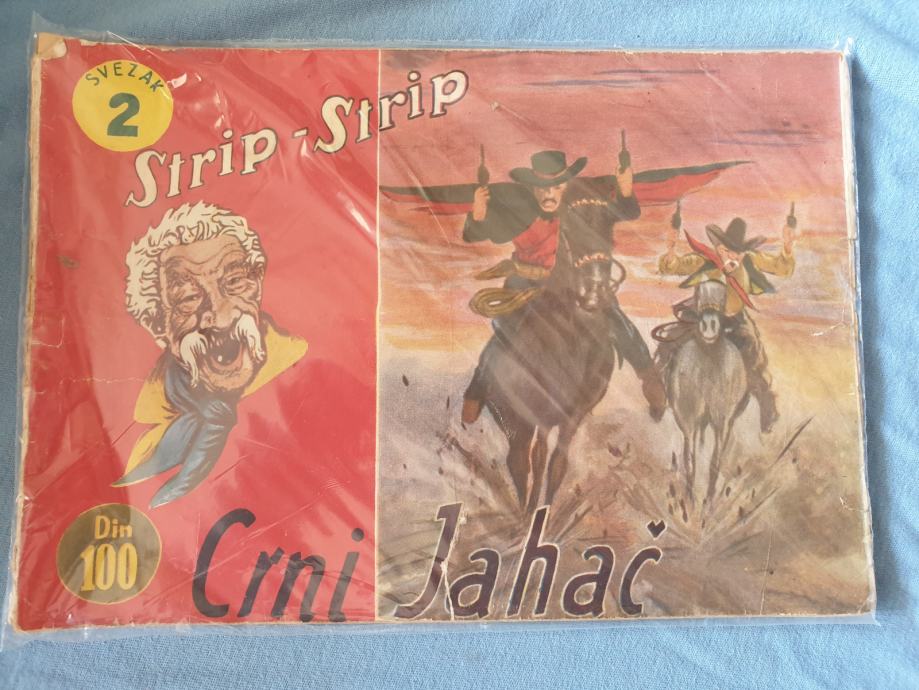 SVEZAK
2
Strip-Strip
Din
100
Crni Jahač